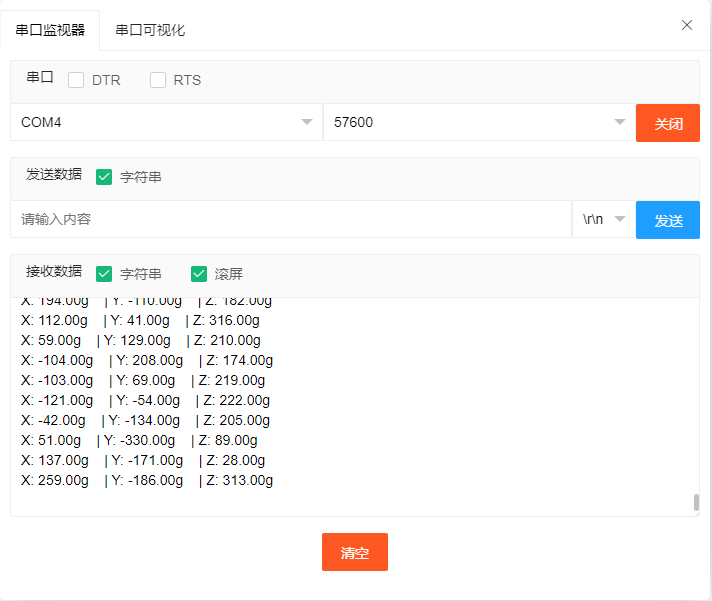 串口监视器 串口可视化
串口 DTR RTS
COM4 57600 关闭
发送数据 字符串
请输入内容 \r\n 发送
接收数据 字符串 滚屏
X: 194.00g | Y: -110.00g | Z: 182.00g
X: 112.00g | Y: 41.00g | Z: 316.00g
X: 59.00g | Y: 129.00g | Z: 210.00g
X: -104.00g | Y: 208.00g | Z: 174.00g
X: -103.00g | Y: 69.00g | Z: 219.00g
X: -121.00g | Y: -54.00g | Z: 222.00g
X: -42.00g | Y: -134.00g | Z: 205.00g
X: 51.00g | Y: -330.00g | Z: 89.00g
X: 137.00g | Y: -171.00g | Z: 28.00g
X: 259.00g | Y: -186.00g | Z: 313.00g
清空